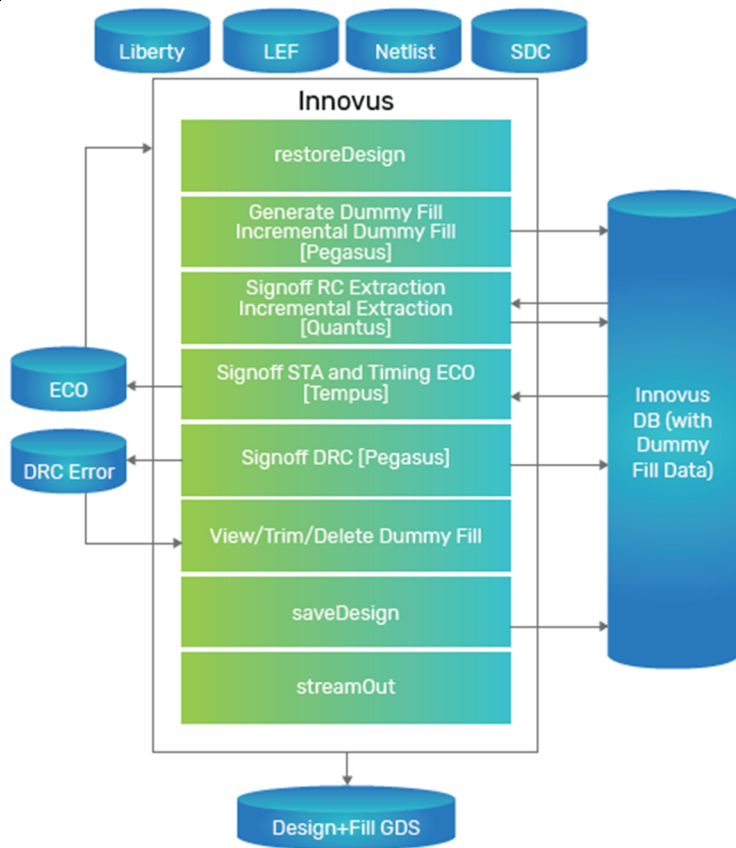 Liberty
LEF
Netlist
SDC
Innovus
restoreDesign
Generate Dummy Fill
Incremental Dummy Fill
[Pegasus]
Signoff RC Extraction
Incremental Extraction
[Quantus]
Signoff STA and Timing ECO
[Tempus]
ECO
Signoff DRC [Pegasus]
DRC Error
View/Trim/Delete Dummy Fill
saveDesign
streamOut
Innovus
DB (with
Dummy
Fill Data)
Design+Fill GDS